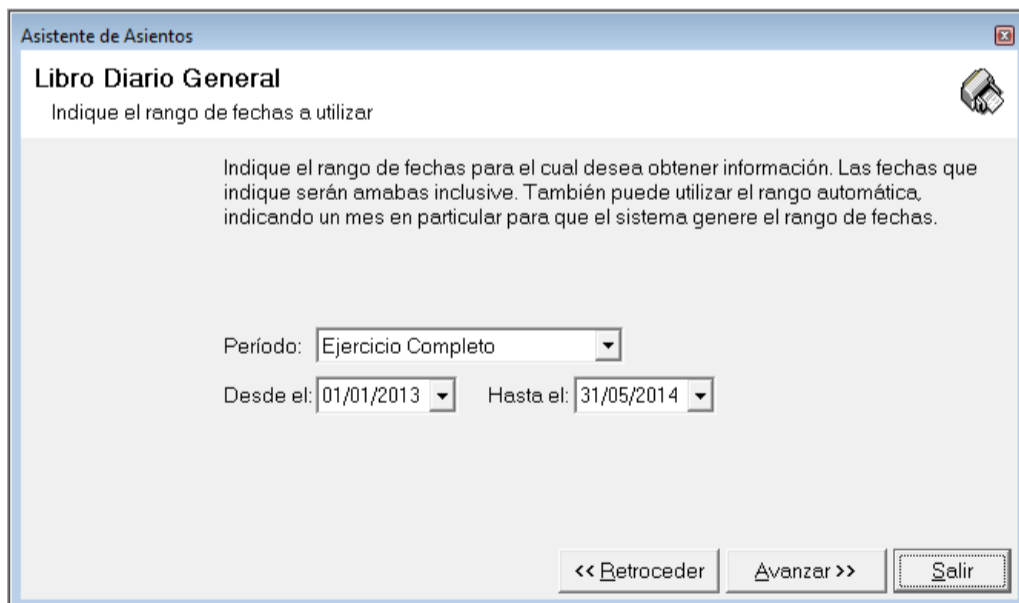 Asistente de Asientos
Libro Diario General
Indique el rango de fechas a utilizar
Indique el rango de fechas para el cual desea obtener información. Las fechas que
indique serán amabas inclusive. También puede utilizar el rango automática,
indicando un mes en particular para que el sistema genere el rango de fechas.
Período: Ejercicio Completo
Desde el: 01/01/2013 Hasta el: 31/05/2014
<< Retroceder Avanzar >> Salir